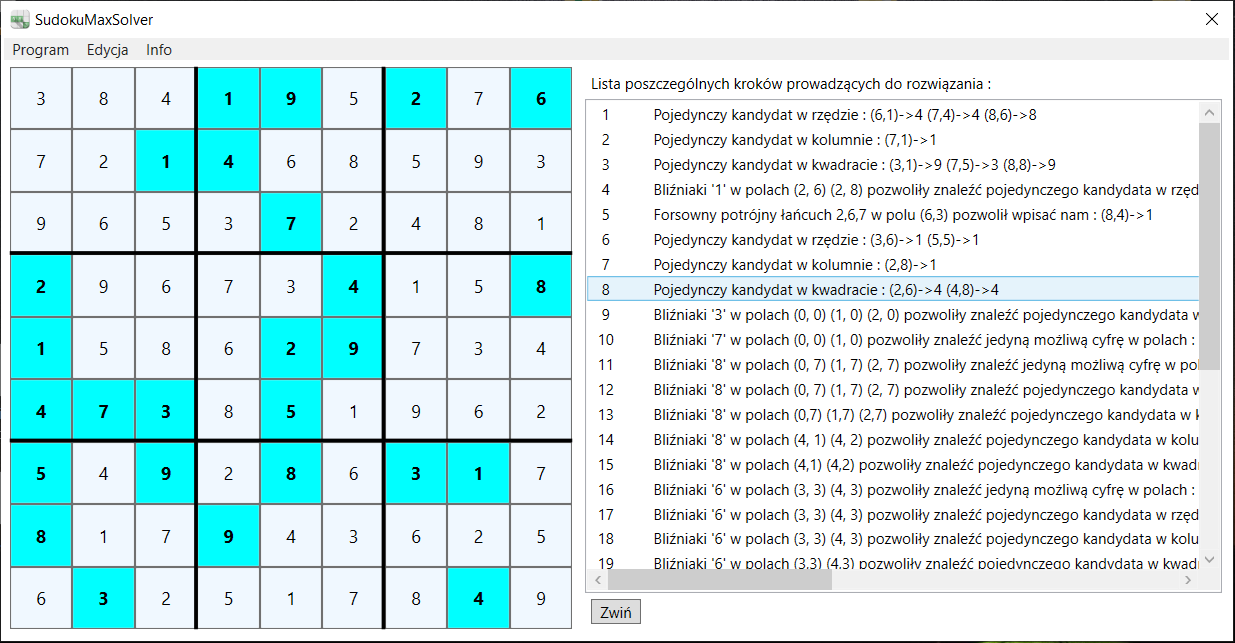 SudokuMaxSolver
Program Edycja Info
3 8 4 1 9 5 2 7 6
7 2 1 4 6 8 5 9 3
9 6 5 3 7 2 4 8 1
2 9 6 7 3 4 1 5 8
1 5 8 6 2 9 7 3 4
4 7 3 8 5 1 9 6 2
5 4 9 2 8 6 3 1 7
8 1 7 9 4 3 6 2 5
6 3 2 5 1 7 8 4 9
Lista poszczególnych kroków prowadzących do rozwiązania :
1 Pojedynczy kandydat w rzędzie : (6,1)->4 (7,4)->4 (8,6)->8
2 Pojedynczy kandydat w kolumnie : (7,1)->1
3 Pojedynczy kandydat w kwadracie : (3,1)->9 (7,5)->3 (8,8)->9
4 Bliźniaki '1' w polach (2, 6) (2, 8) pozwoliły znaleźć pojedynczego kandydata w rzęd
5 Forsowny potrójny łańcuch 2,6,7 w polu (6,3) pozwolił wpisać nam : (8,4)->1
6 Pojedynczy kandydat w rzędzie : (3,6)->1 (5,5)->1
7 Pojedynczy kandydat w kolumnie : (2,8)->1
8 Pojedynczy kandydat w kwadracie : (2,6)->4 (4,8)->4
9 Bliźniaki '3' w polach (0, 0) (1, 0) (2, 0) pozwoliły znaleźć pojedynczego kandydata w
10 Bliźniaki '7' w polach (0, 0) (1, 0) pozwoliły znaleźć jedyną możliwą cyfrę w polach :
11 Bliźniaki '8' w polach (0, 7) (1, 7) (2, 7) pozwoliły znaleźć jedyną możliwą cyfrę w pol
12 Bliźniaki '8' w polach (0, 7) (1, 7) (2, 7) pozwoliły znaleźć pojedynczego kandydata w
13 Bliźniaki '8' w polach (0,7) (1,7) (2,7) pozwoliły znaleźć pojedynczego kandydata w k
14 Bliźniaki '8' w polach (4, 1) (4, 2) pozwoliły znaleźć pojedynczego kandydata w kolu
15 Bliźniaki '8' w polach (4,1) (4,2) pozwoliły znaleźć pojedynczego kandydata w kwad
16 Bliźniaki '6' w polach (3, 3) (4, 3) pozwoliły znaleźć jedyną możliwą cyfrę w polach :
17 Bliźniaki '6' w polach (3, 3) (4, 3) pozwoliły znaleźć pojedynczego kandydata w rzęd
18 Bliźniaki '6' w polach (3, 3) (4, 3) pozwoliły znaleźć pojedynczego kandydata w kolu
19 Bliźniaki '6' w polach (3,3) (4,3) pozwoliły znaleźć pojedynczego kandydata w kwad
Zwiń